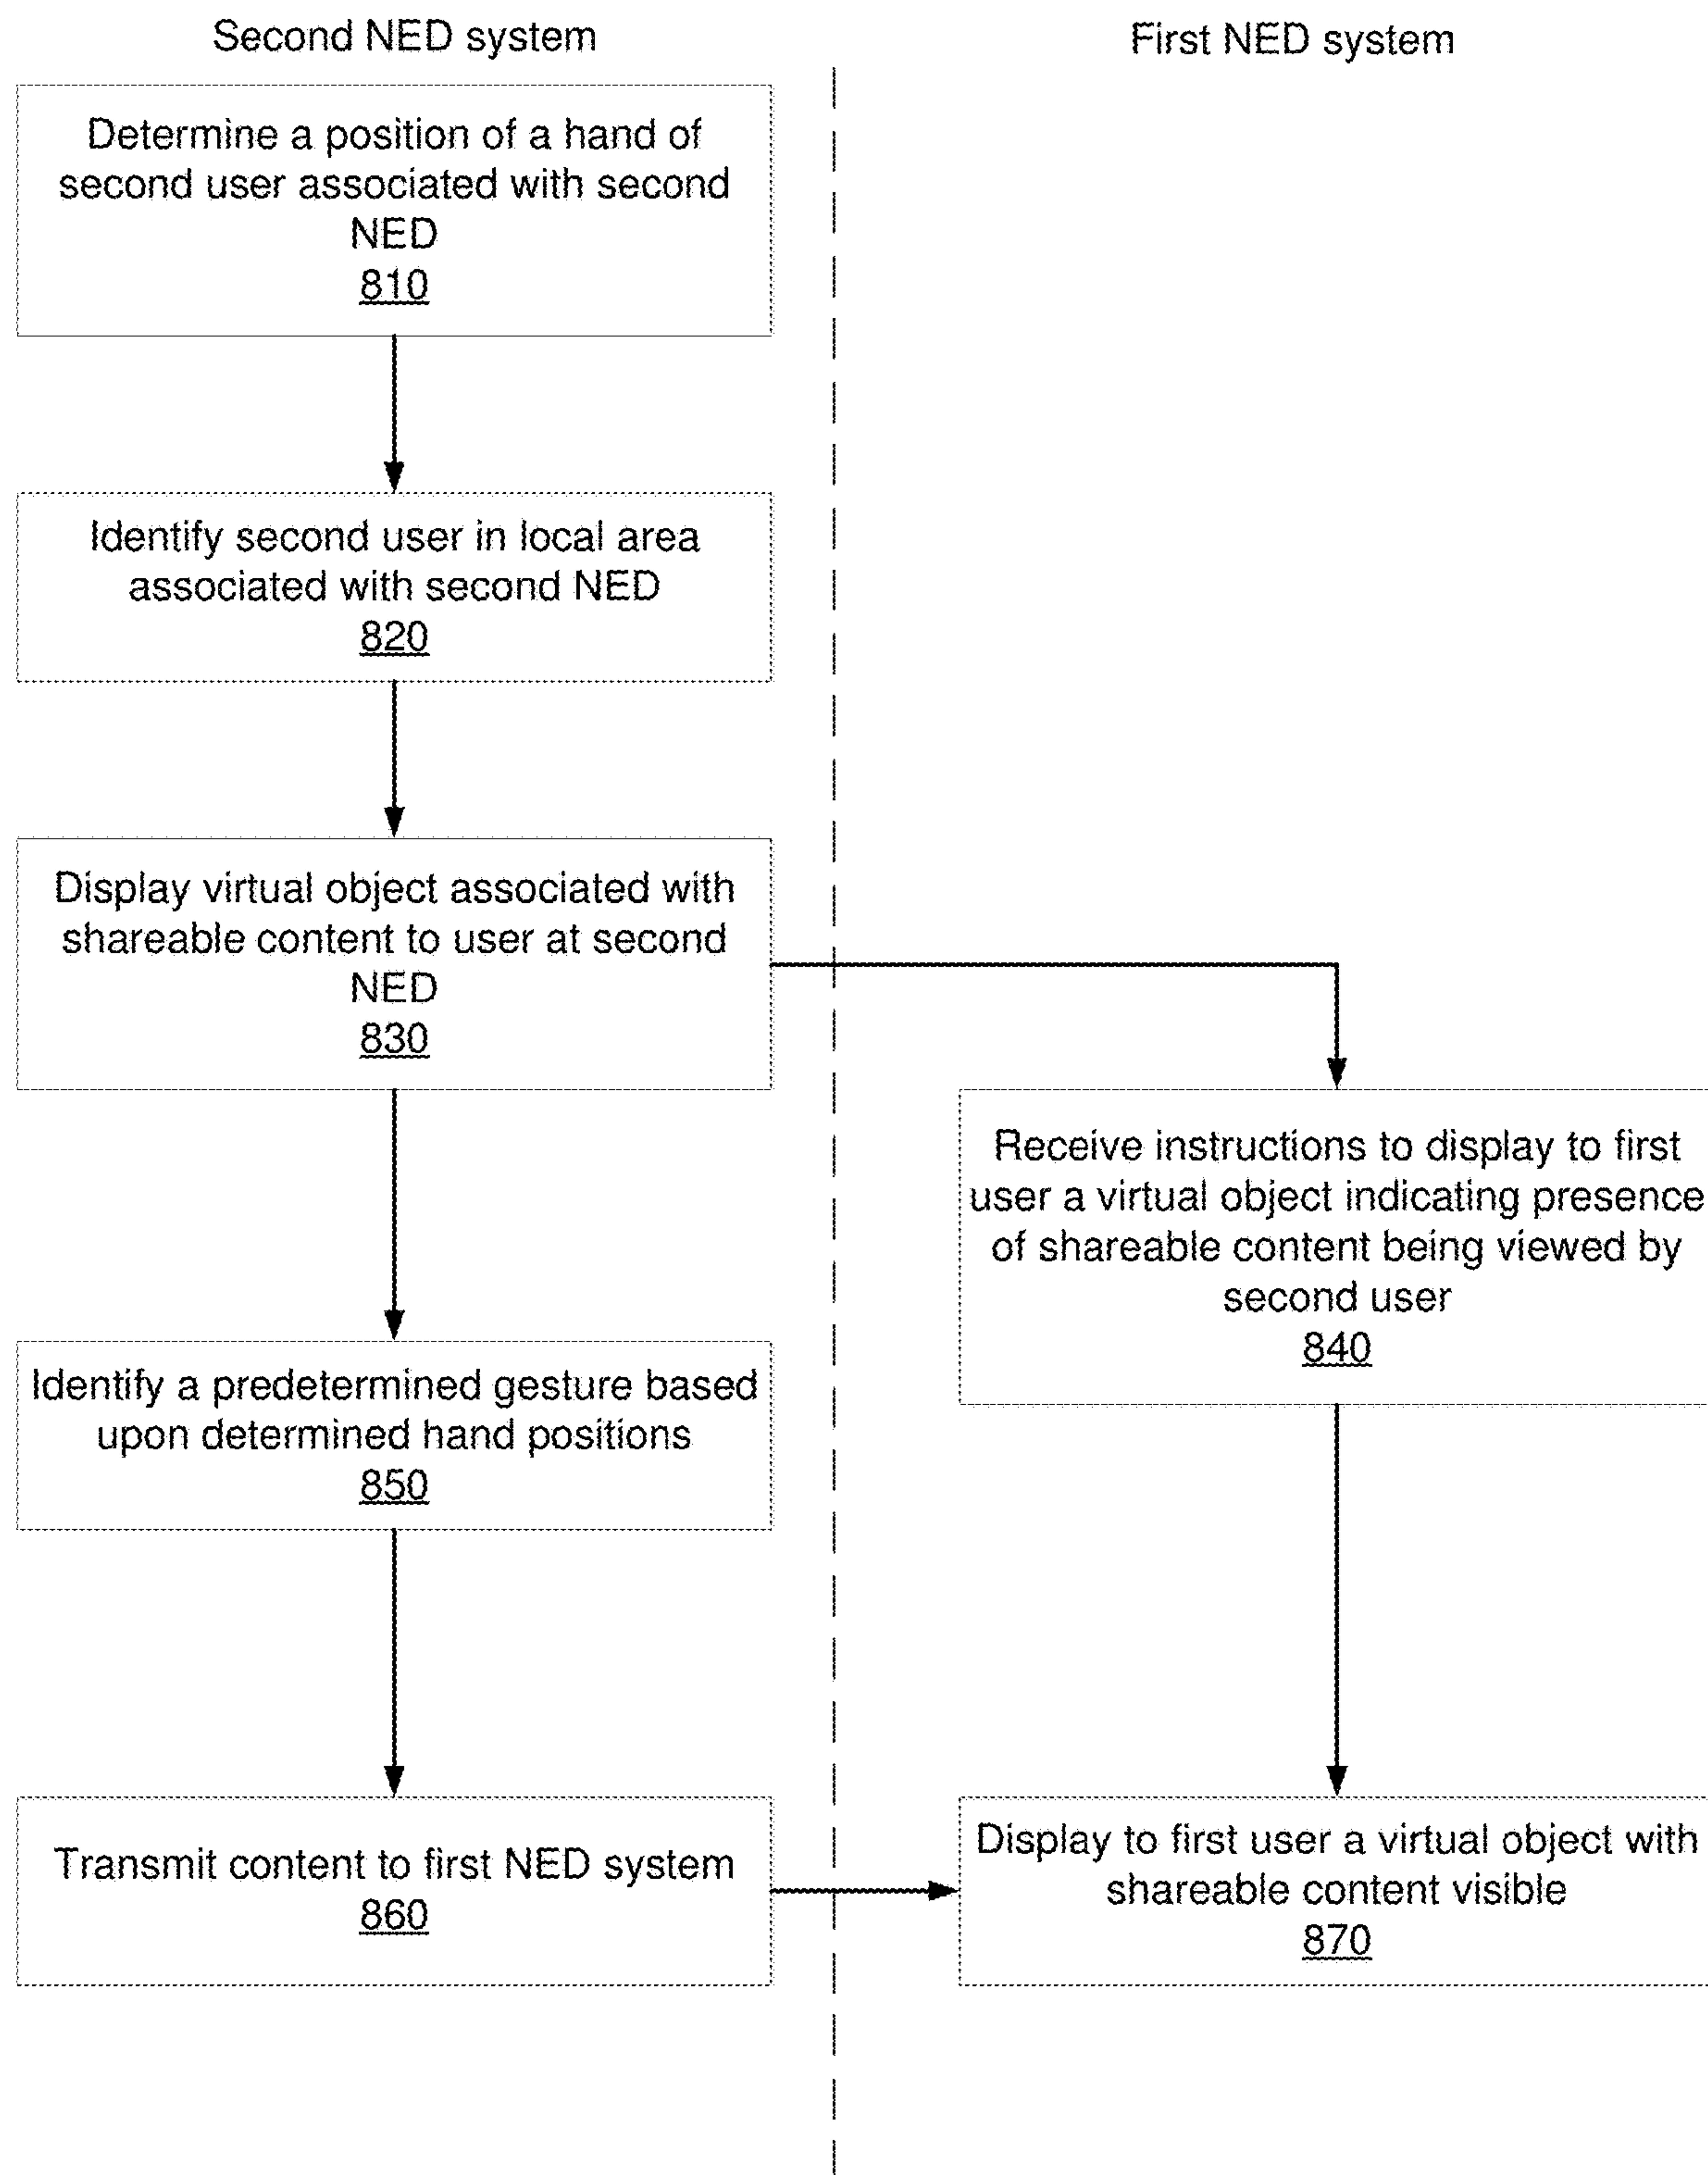 Second NED system
First NED system
Determine a position of a hand of
second user associated with second
NED
810
Identify second user in local area
associated with second NED
820
Display virtual object associated with
shareable content to user at second
NED
830
Receive instructions to display to first
user a virtual object indicating presence
of shareable content being viewed by
second user
840
Identify a predetermined gesture based
upon determined hand positions
850
Transmit content to first NED system
860
Display to first user a virtual object with
shareable content visible
870